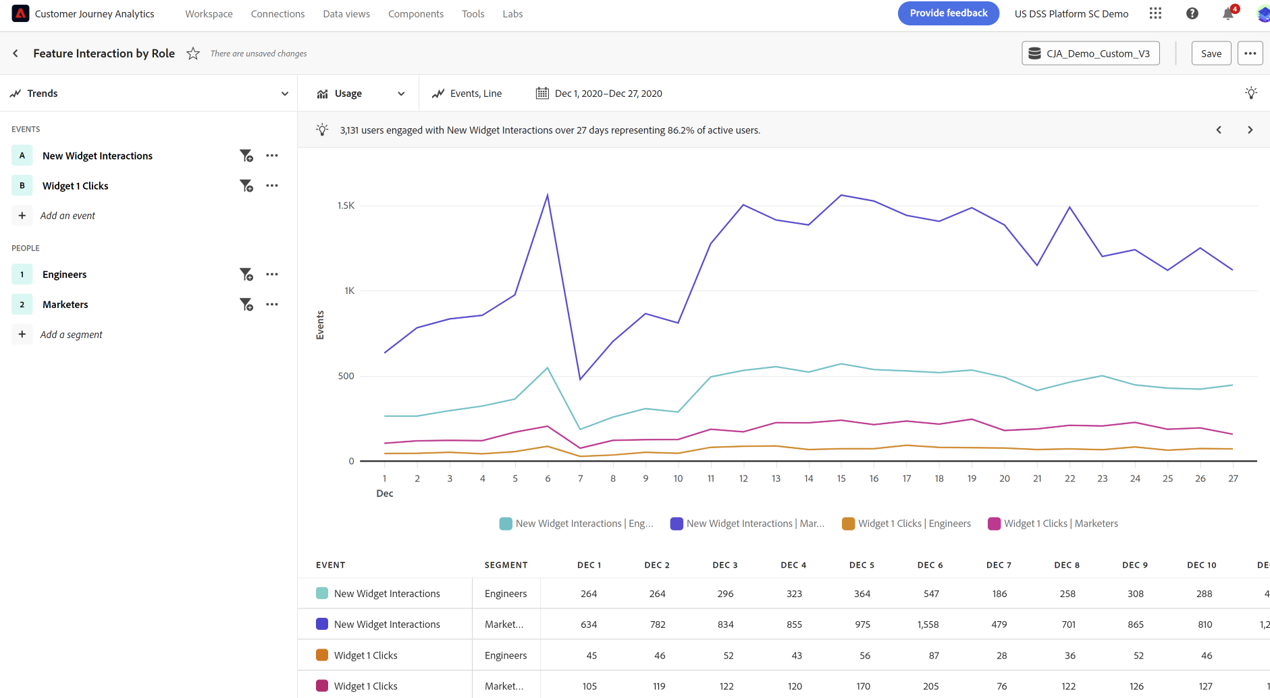 Customer Journey Analytics Workspace Connections Data views Components Tools Labs Provide feedback US DSS Platform SC Demo 4
Feature Interaction by Role There are unsaved changes CJA_Demo_Custom_V3 Save
Trends Usage Events, Line Dec 1, 2020–Dec 27, 2020
EVENTS
3,131 users engaged with New Widget Interactions over 27 days representing 86.2% of active users.
A New Widget Interactions
B Widget 1 Clicks
+ Add an event
PEOPLE
1 Engineers
2 Marketers
+ Add a segment
Events
1.5K
1K
500
0
1 2 3 4 5 6 7 8 9 10 11 12 13 14 15 16 17 18 19 20 21 22 23 24 25 26 27
Dec
New Widget Interactions | Eng... New Widget Interactions | Mar... Widget 1 Clicks | Engineers Widget 1 Clicks | Marketers
EVENT SEGMENT DEC 1 DEC 2 DEC 3 DEC 4 DEC 5 DEC 6 DEC 7 DEC 8 DEC 9 DEC 10
New Widget Interactions Engineers 264 264 296 323 364 547 186 258 308 288 4
New Widget Interactions Market... 634 782 834 855 975 1,558 479 701 865 810 1,2
Widget 1 Clicks Engineers 45 46 52 43 56 87 28 36 52 46
Widget 1 Clicks Market... 105 119 122 120 170 205 76 122 126 127